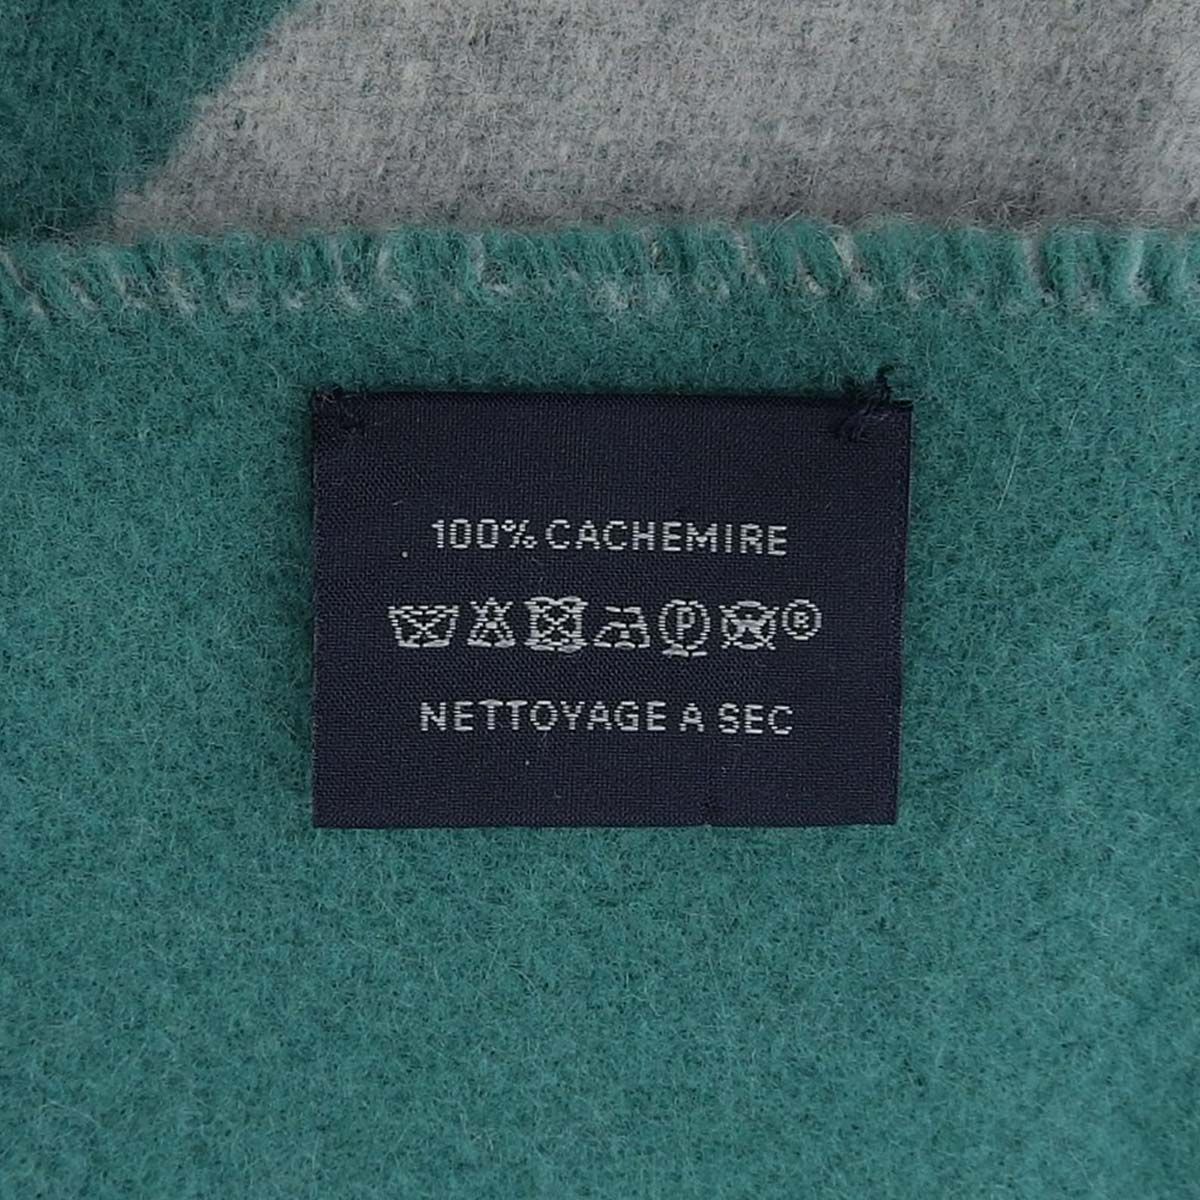 100% CACHEMIRE
P W ®
NETTOYAGE A SEC